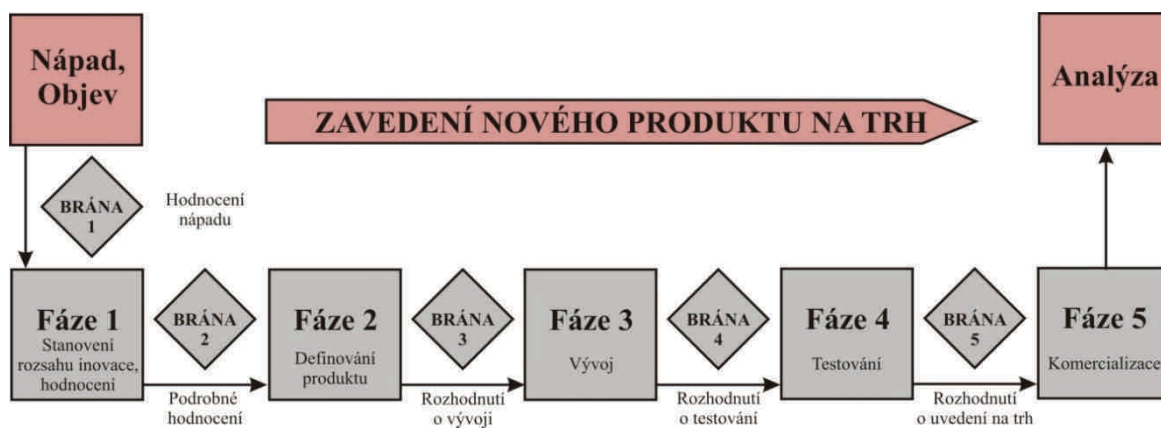 Nápad,
Objev
ZAVEDENÍ NOVÉHO PRODUKTU NA TRH
Analýza
BRÁNA
1
Hodnocení
nápadu
Fáze 1
Stanovení
rozsahu inovace,
hodnocení
BRÁNA
2
Podrobné
hodnocení
Fáze 2
Definování
produktu
BRÁNA
3
Rozhodnutí
o vývoji
Fáze 3
Vývoj
BRÁNA
4
Rozhodnutí
o testování
Fáze 4
Testování
BRÁNA
5
Rozhodnutí
o uvedení na trh
Fáze 5
Komercializace